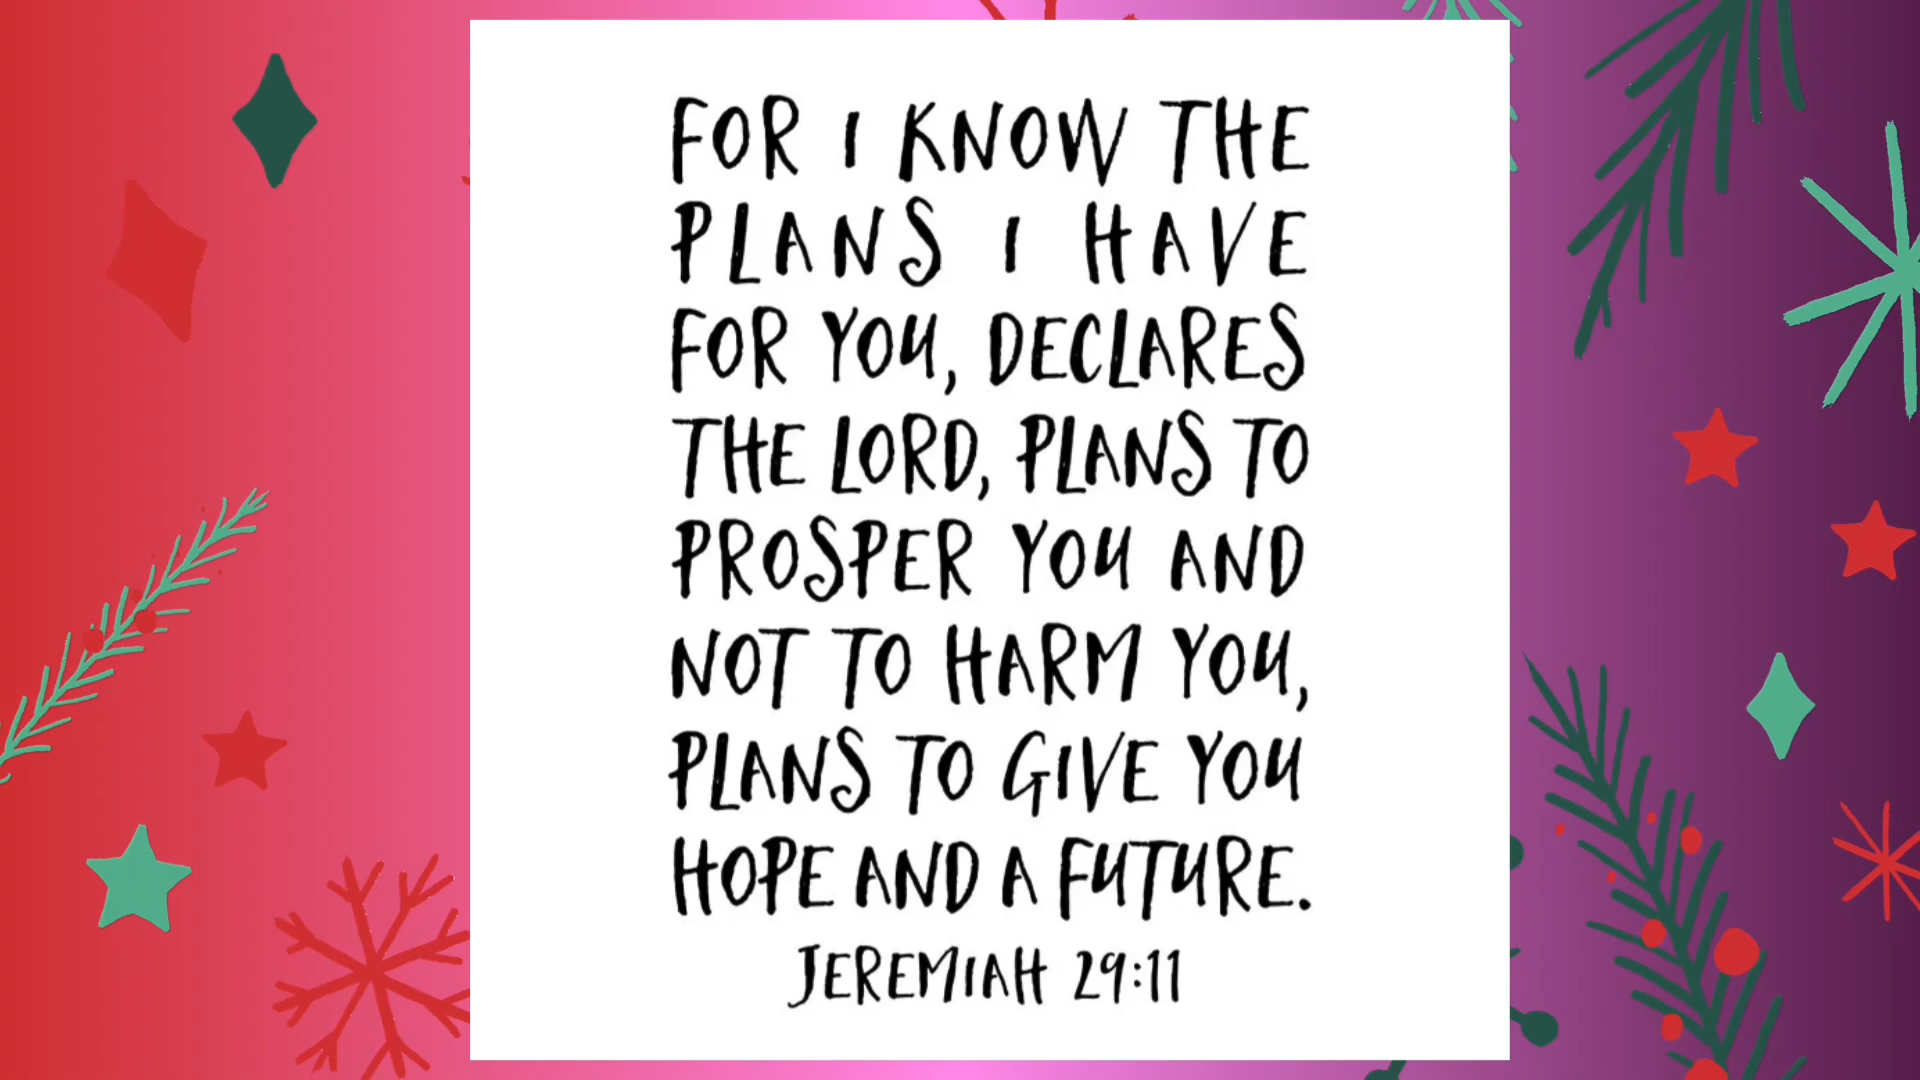 FOR I KNOW THE
PLANS I HAVE
FOR YOU, DECLARES
THE LORD, PLANS TO
PROSPER YOU AND
NOT TO HARM YOU,
PLANS TO GIVE YOU
HOPE AND A FUTURE.
JEREMIAH 29:11